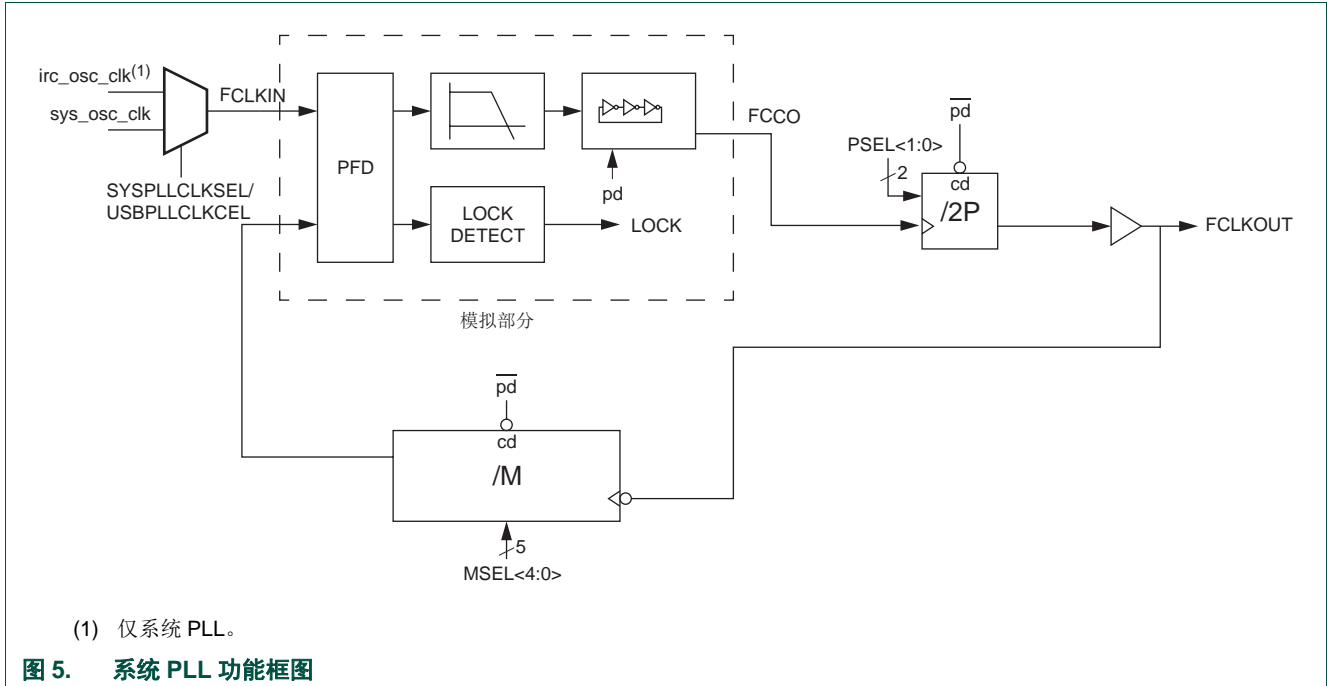 irc_osc_clk(1)
sys_osc_clk
FCLKIN
SYSPLLCLKSEL/
USBPLLCLKCEL
PFD
pd
LOCK
DETECT
LOCK
模拟部分
FCCO
pd
PSEL<1:0>
2
cd
/2P
FCLKOUT
pd
cd
/M
5
MSEL<4:0>
(1) 仅系统 PLL。
图 5. 系统 PLL 功能框图